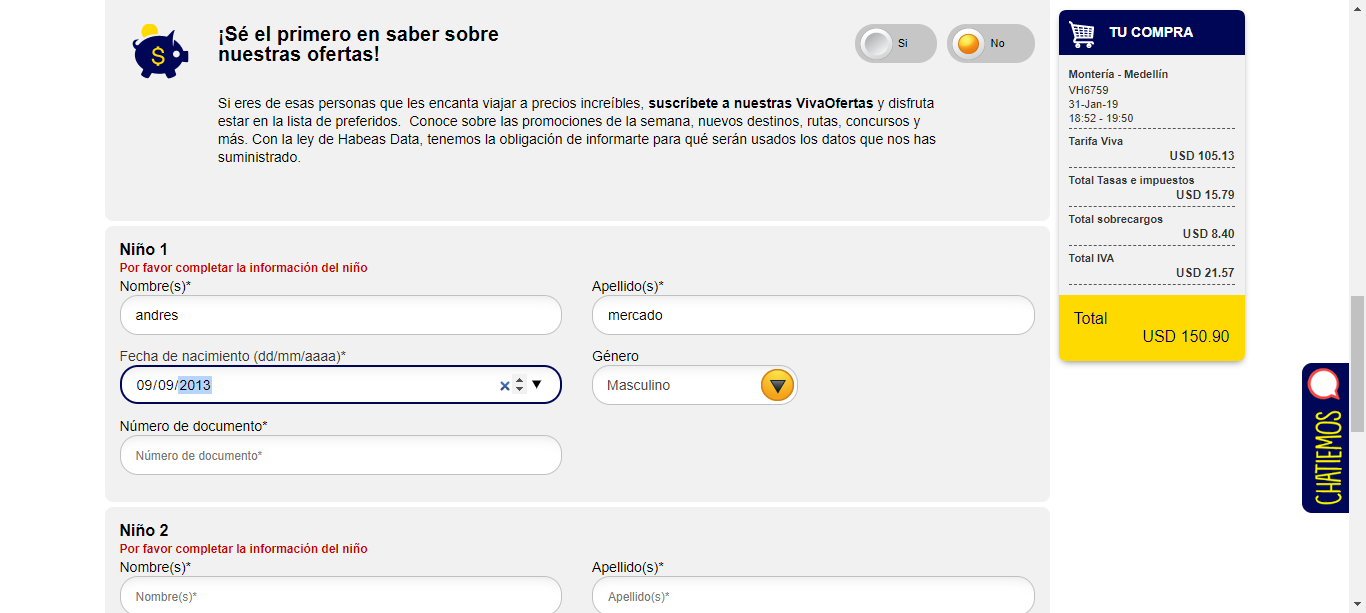 ¡Sé el primero en saber sobre
nuestras ofertas!
Si
No
Si eres de esas personas que les encanta viajar a precios increíbles, suscríbete a nuestras VivaOfertas y disfruta
estar en la lista de preferidos. Conoce sobre las promociones de la semana, nuevos destinos, rutas, concursos y
más. Con la ley de Habeas Data, tenemos la obligación de informarte para qué serán usados los datos que nos has
suministrado.
Niño 1
Por favor completar la información del niño
Nombre(s)*
Apellido(s)*
andres
mercado
Fecha de nacimiento (dd/mm/aaaa)*
Género
09/09/2013
Masculino
Número de documento*
Número de documento*
Niño 2
Por favor completar la información del niño
Nombre(s)*
Apellido(s)*
Nombre(s)*
Apellido(s)*
TU COMPRA
Montería - Medellín
VH6759
31-Jan-19
18:52 - 19:50
Tarifa Viva
USD 105.13
Total Tasas e impuestos
USD 15.79
Total sobrecargos
USD 8.40
Total IVA
USD 21.57
Total
USD 150.90
CHATIEMOS